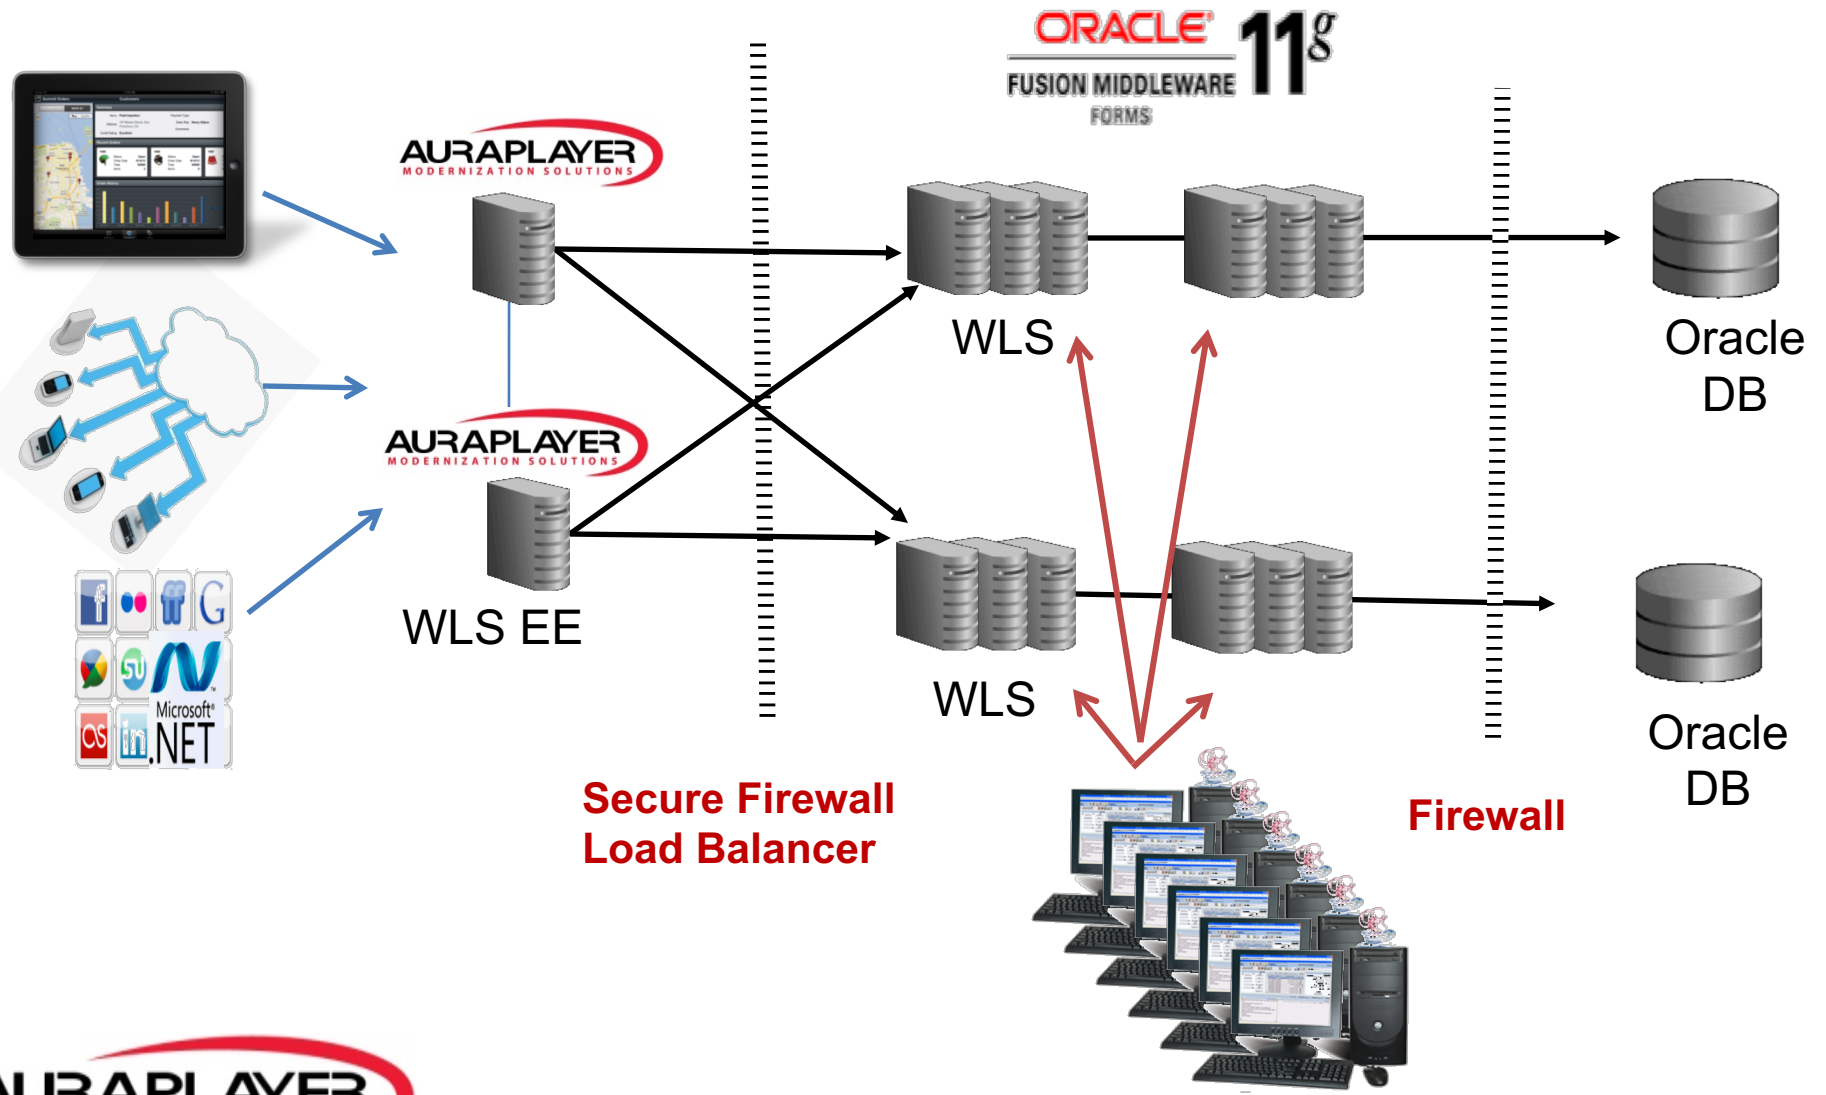 ORACLE 11g
FUSION MIDDLEWARE
FORMS
AURAPLAYER
MODERNIZATION SOLUTIONS
WLS
Oracle
DB
AURAPLAYER
MODERNIZATION SOLUTIONS
WLS EE
WLS
Microsoft
.NET
Oracle
DB
Secure Firewall
Load Balancer
Firewall
AURAPLAYER